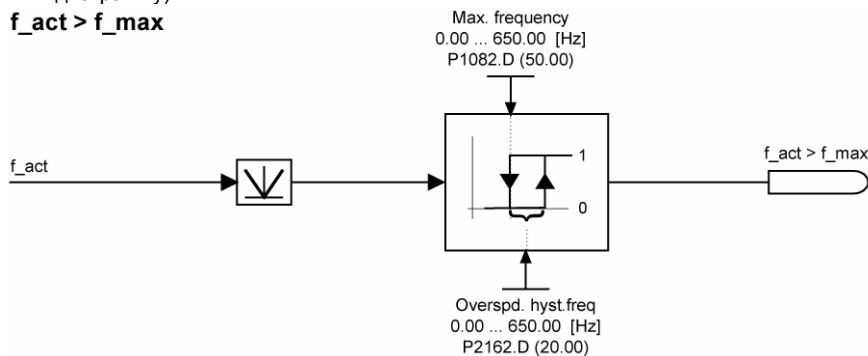 f_act > f_max
Max. frequency
0.00 ... 650.00 [Hz]
P1082.D (50.00)
f_act
f_act > f_max
1
0
Overspd. hyst.freq
0.00 ... 650.00 [Hz]
P2162.D (20.00)